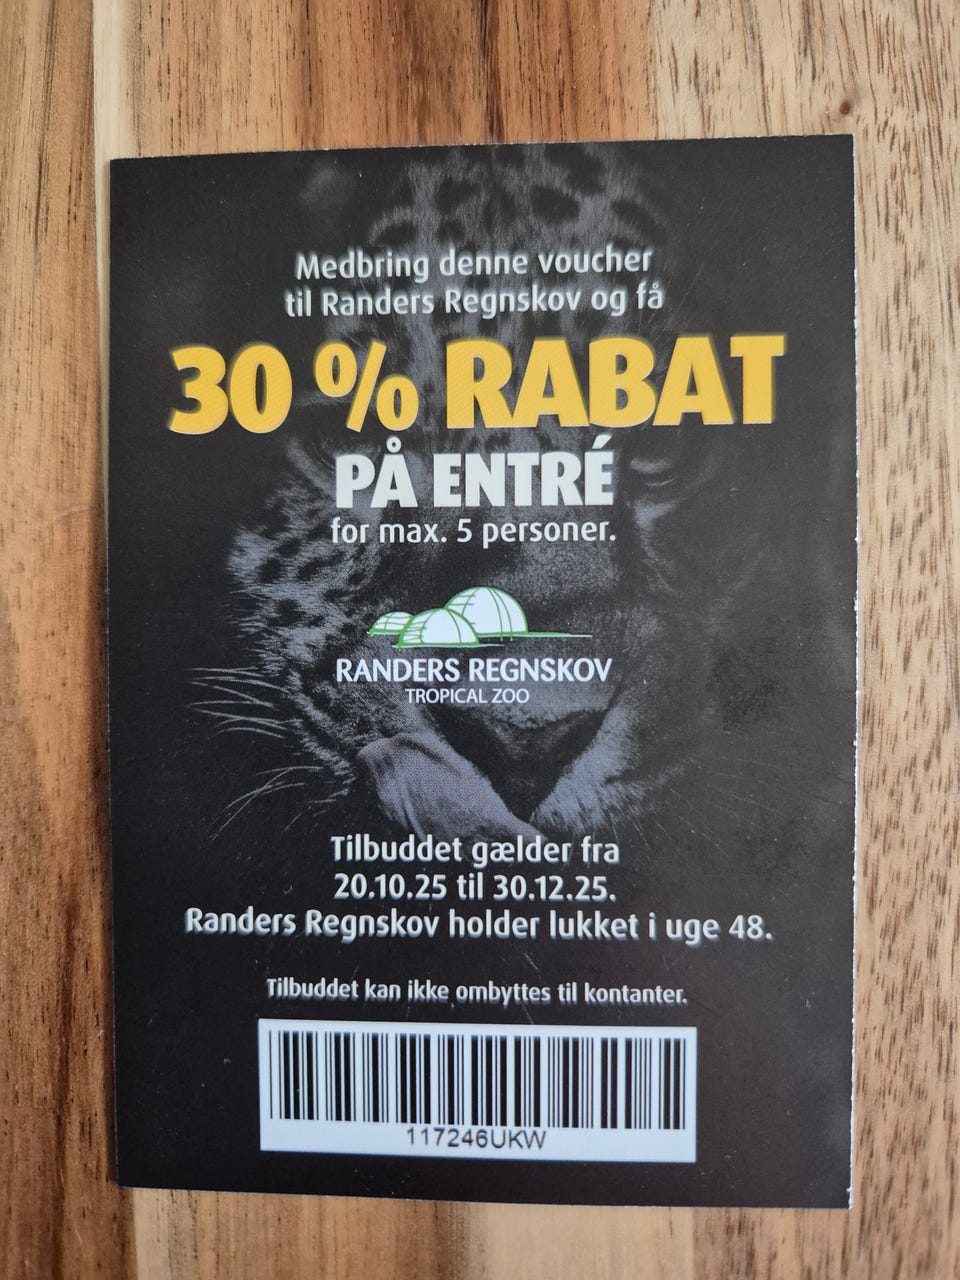 Medbring denne voucher
til Randers Regnskov og få
30 % RABAT
PÅ ENTRÉ
for max. 5 personer.
RANDERS REGNSKOV
TROPICAL ZOO
Tilbuddet gælder fra
20.10.25 til 30.12.25.
Randers Regnskov holder lukket i uge 48.
Tilbuddet kan ikke ombyttes til kontanter.
117246UKW